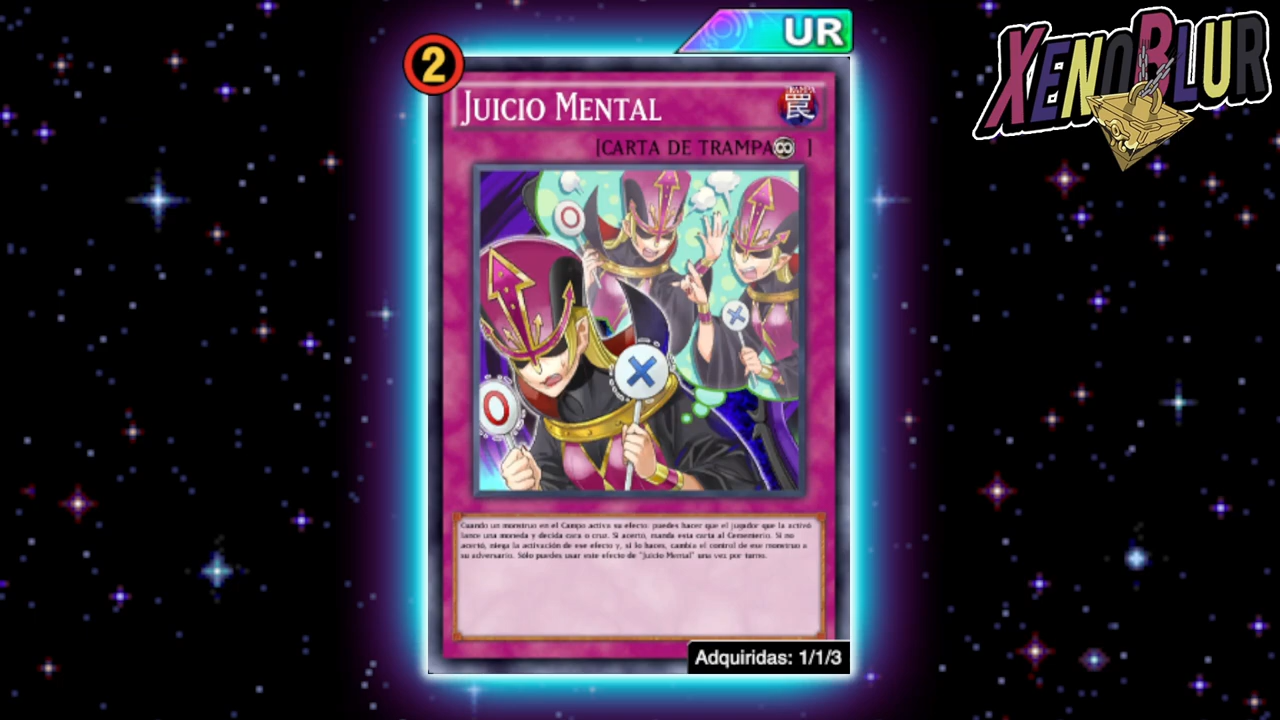 UR
XENOBLUR
2
JUICIO MENTAL
罠
[CARTA DE TRAMPA∞ ]
Cuando un monstruo en el Campo activa su efecto: puedes hacer que el jugador que la activó
lance una moneda y decida cara o cruz. Si acertó, manda esta carta al Cementerio. Si no
acertó, niega la activación de ese efecto y, si lo haces, cambia el control de ese monstruo a
su adversario. Sólo puedes usar este efecto de "Juicio Mental" una vez por turno.
Adquiridas: 1/1/3